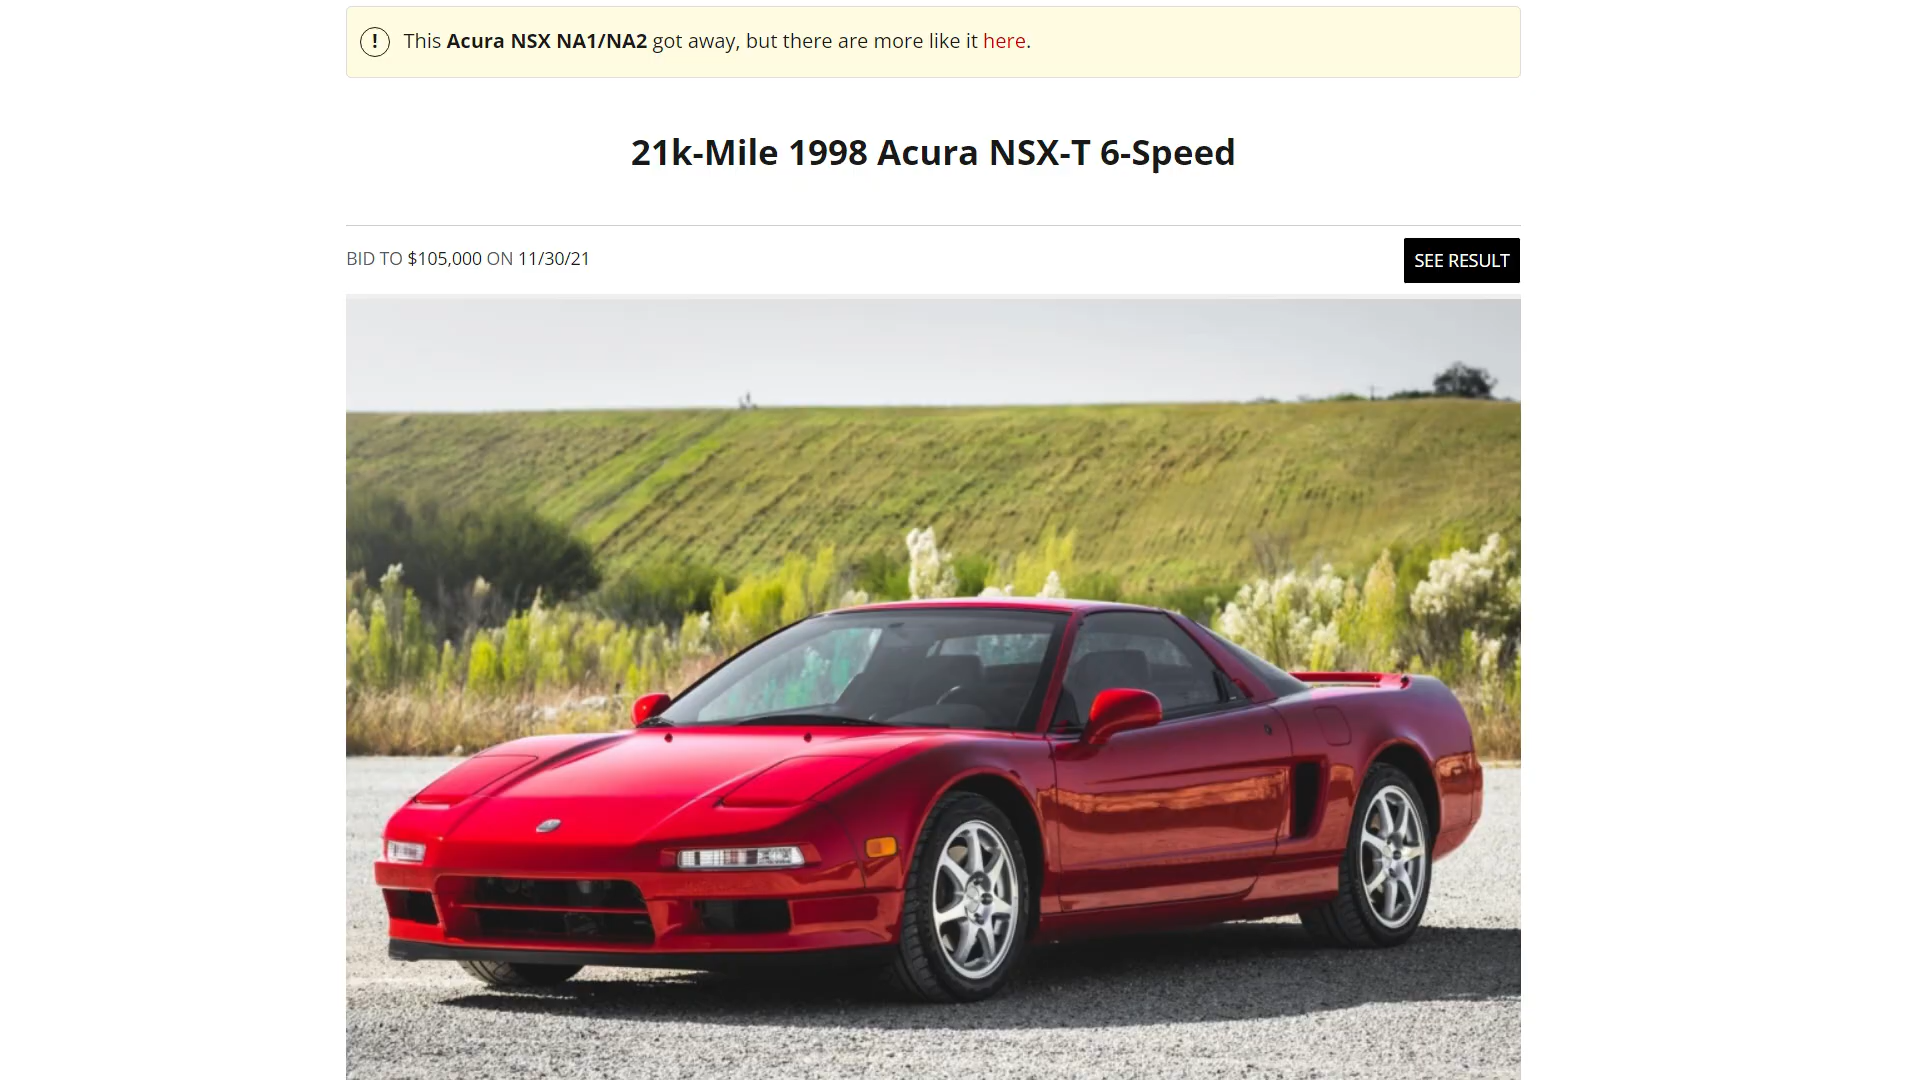 ! This Acura NSX NA1/NA2 got away, but there are more like it here.
21k-Mile 1998 Acura NSX-T 6-Speed
BID TO $105,000 ON 11/30/21
SEE RESULT